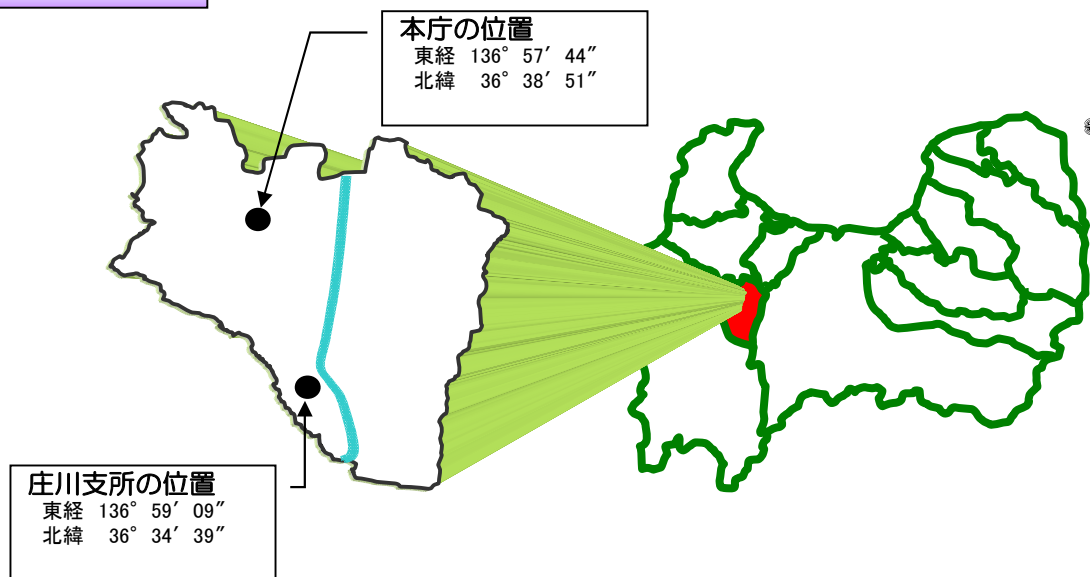 本庁の位置
東経 136° 57′ 44″
北緯 36° 38′ 51″
庄川支所の位置
東経 136° 59′ 09″
北緯 36° 34′ 39″